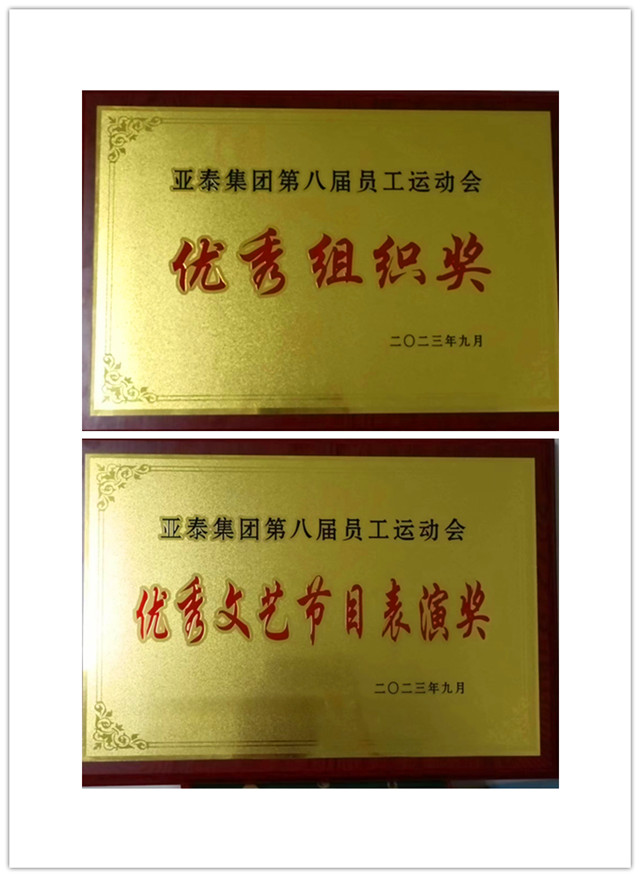 亚泰集团第八届员工运动会
优秀组织奖
二〇二三年九月
亚泰集团第八届员工运动会
优秀文艺节目表演奖
二〇二三年九月